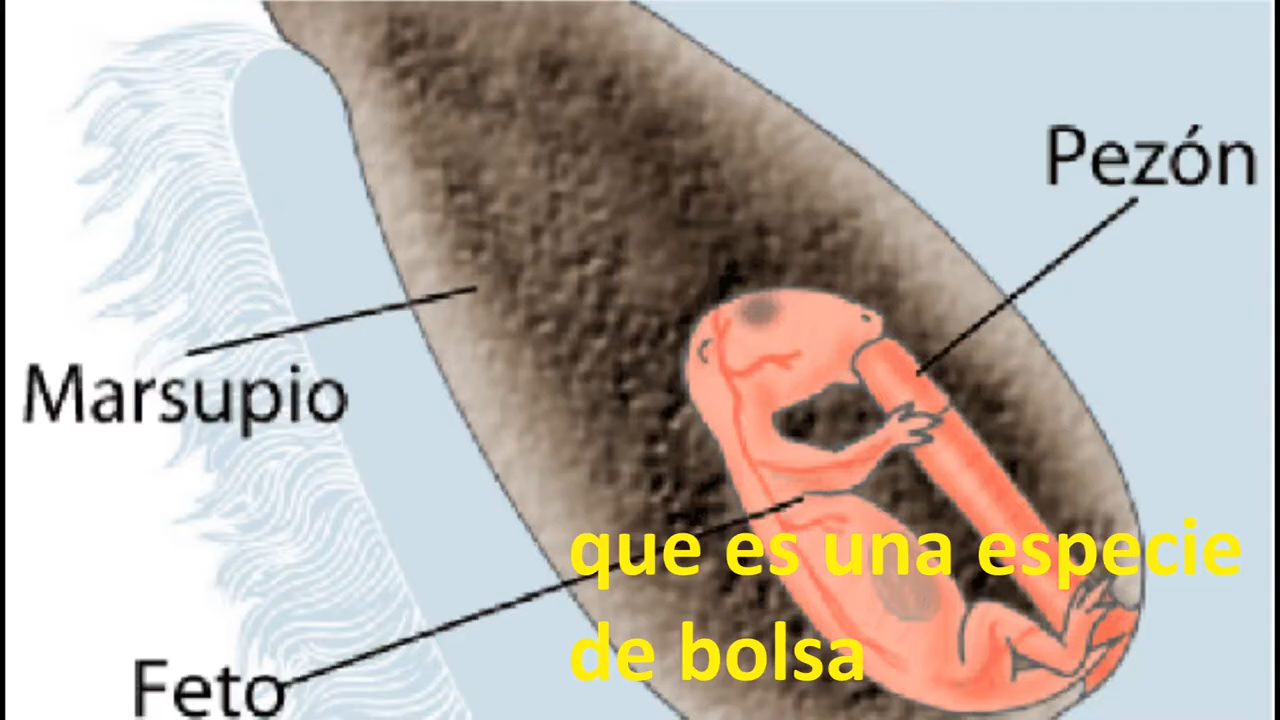 Pezón
Marsupio
que es una especie
de bolsa
Feto